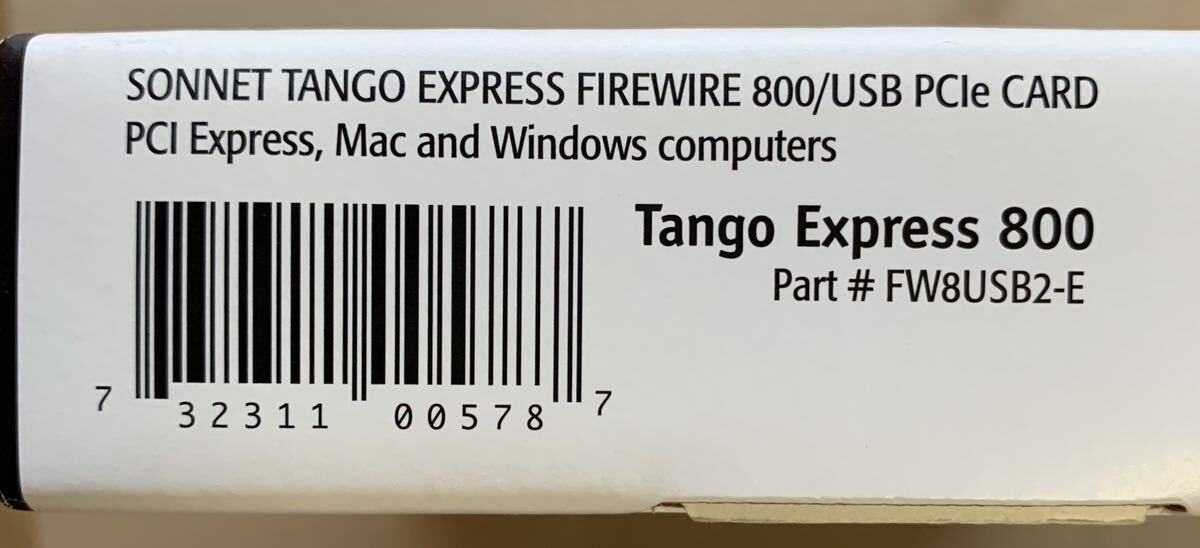 SONNET TANGO EXPRESS FIREWIRE 800/USB PCIe CARD
PCI Express, Mac and Windows computers
Tango Express 800
Part # FW8USB2-E
7 32311 00578 7